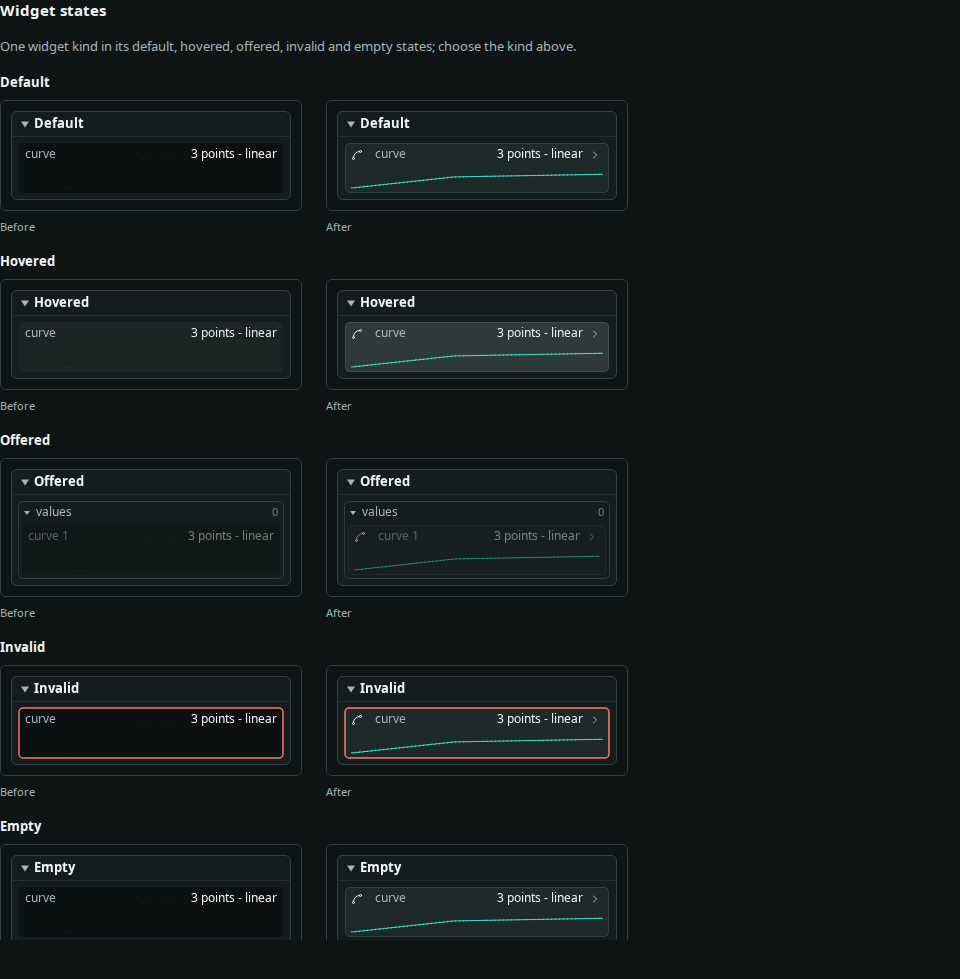 Widget states
One widget kind in its default, hovered, offered, invalid and empty states; choose the kind above.
Default
Default
curve 3 points - linear
Before
Default
curve 3 points - linear
After
Hovered
Hovered
curve 3 points - linear
Before
Hovered
curve 3 points - linear
After
Offered
Offered
values 0
curve 1 3 points - linear
Before
Offered
values 0
curve 1 3 points - linear
After
Invalid
Invalid
curve 3 points - linear
Before
Invalid
curve 3 points - linear
After
Empty
Empty
curve 3 points - linear
Empty
curve 3 points - linear